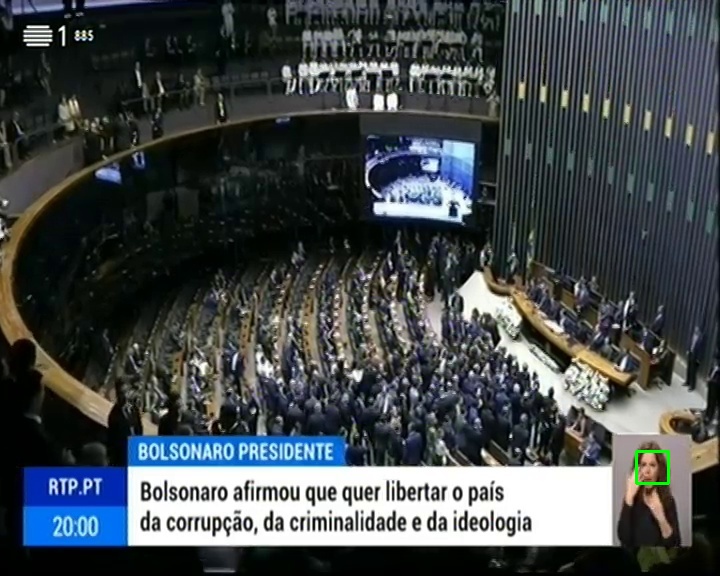 1 885
BOLSONARO PRESIDENTE
RTP.PT
20:00
Bolsonaro afirmou que quer libertar o país
da corrupção, da criminalidade e da ideologia